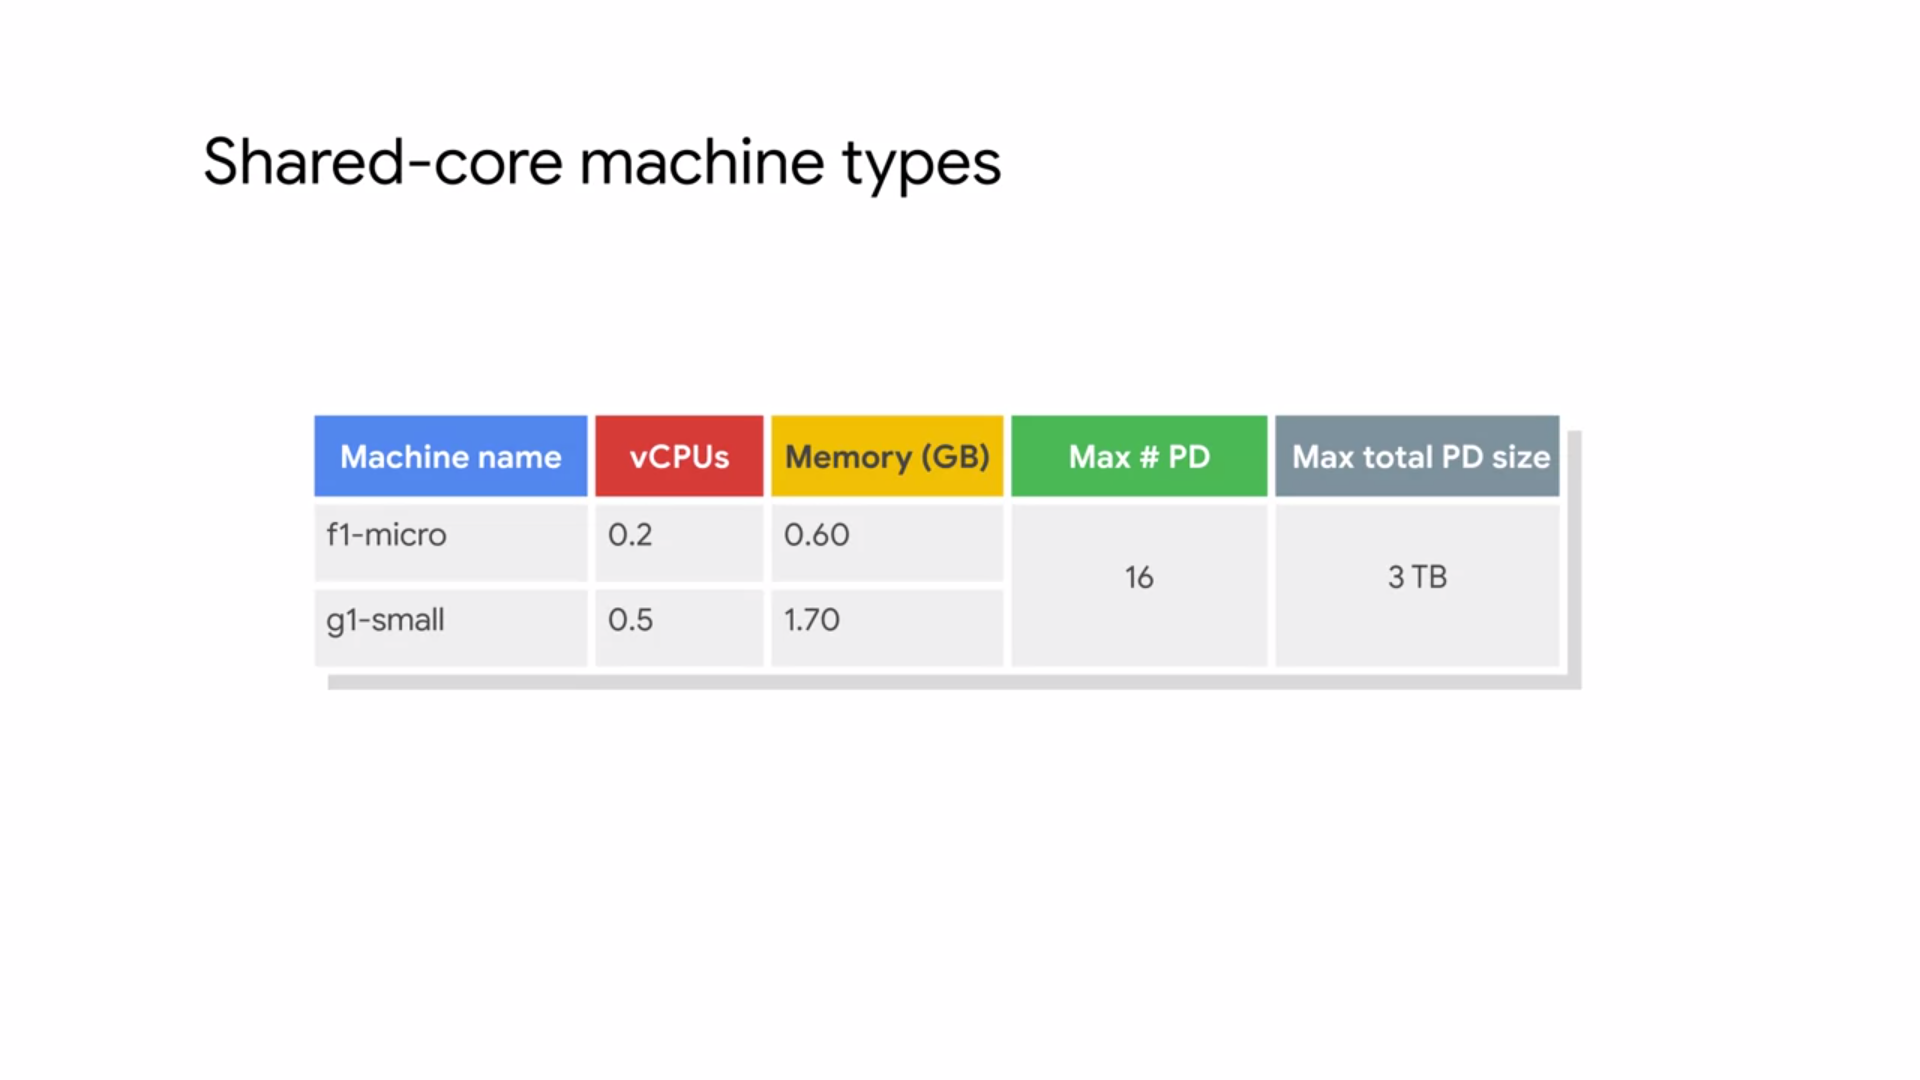 Shared-core machine types
Machine name vCPUs Memory (GB) Max # PD Max total PD size
f1-micro 0.2 0.60
16 3 TB
g1-small 0.5 1.70